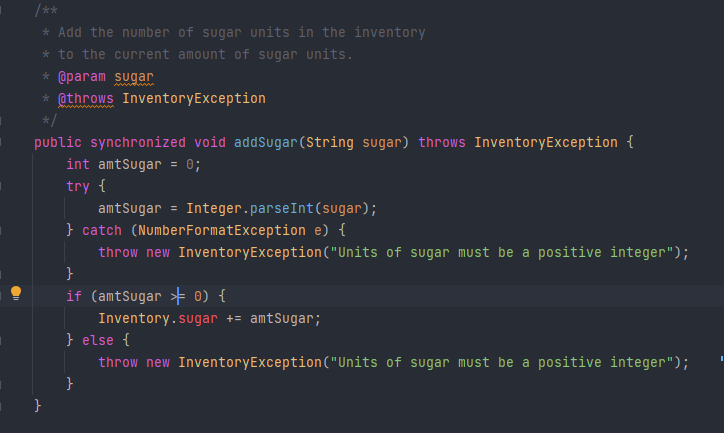 /**
 * Add the number of sugar units in the inventory
 * to the current amount of sugar units.
 * @param sugar
 * @throws InventoryException
 */
public synchronized void addSugar(String sugar) throws InventoryException {
    int amtSugar = 0;
    try {
        amtSugar = Integer.parseInt(sugar);
    } catch (NumberFormatException e) {
        throw new InventoryException("Units of sugar must be a positive integer");
    }
    if (amtSugar >= 0) {
        Inventory.sugar += amtSugar;
    } else {
        throw new InventoryException("Units of sugar must be a positive integer");
    }
}